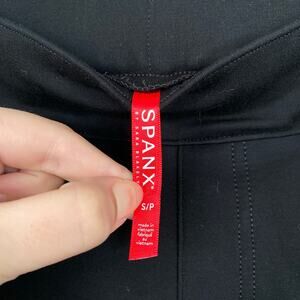 SPANX®
BY SARA BLAKELY
S/P
made in
vietnam
fabriqué
au
vietnam